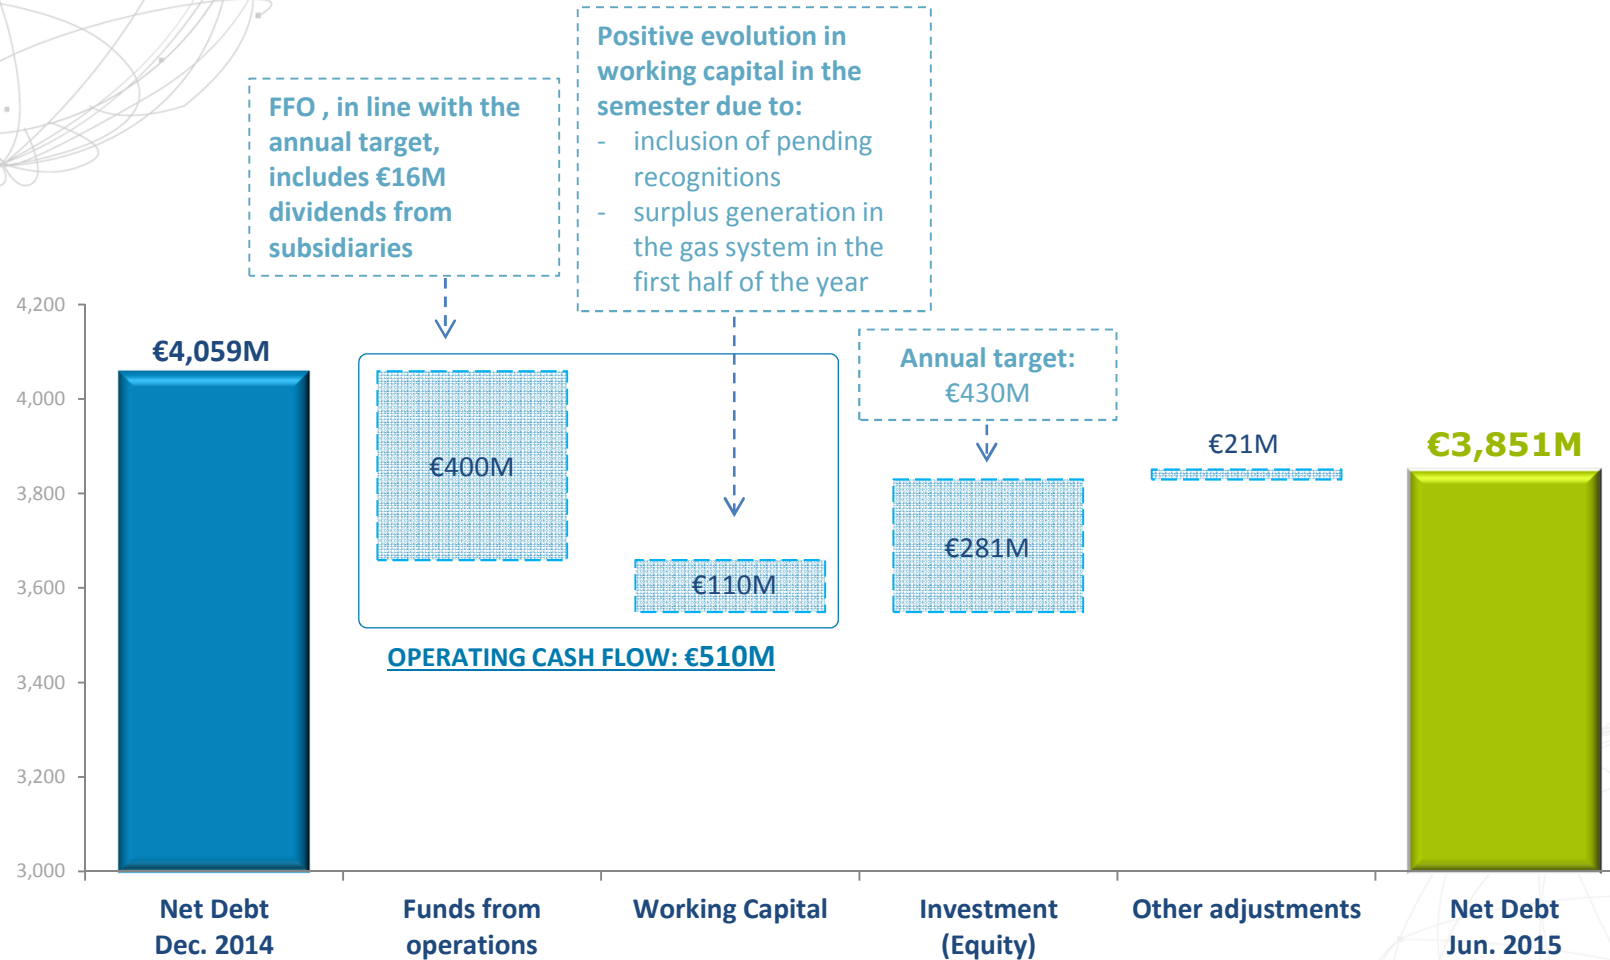 Positive evolution in
working capital in the
semester due to:
- inclusion of pending
recognitions
- surplus generation in
the gas system in the
first half of the year
FFO , in line with the
annual target,
includes €16M
dividends from
subsidiaries
Annual target:
€430M
4,200
4,000
3,800
3,600
3,400
3,200
3,000
€4,059M
€400M
€110M
€281M
€21M
€3,851M
OPERATING CASH FLOW: €510M
Net Debt
Dec. 2014
Funds from
operations
Working Capital
Investment
(Equity)
Other adjustments
Net Debt
Jun. 2015